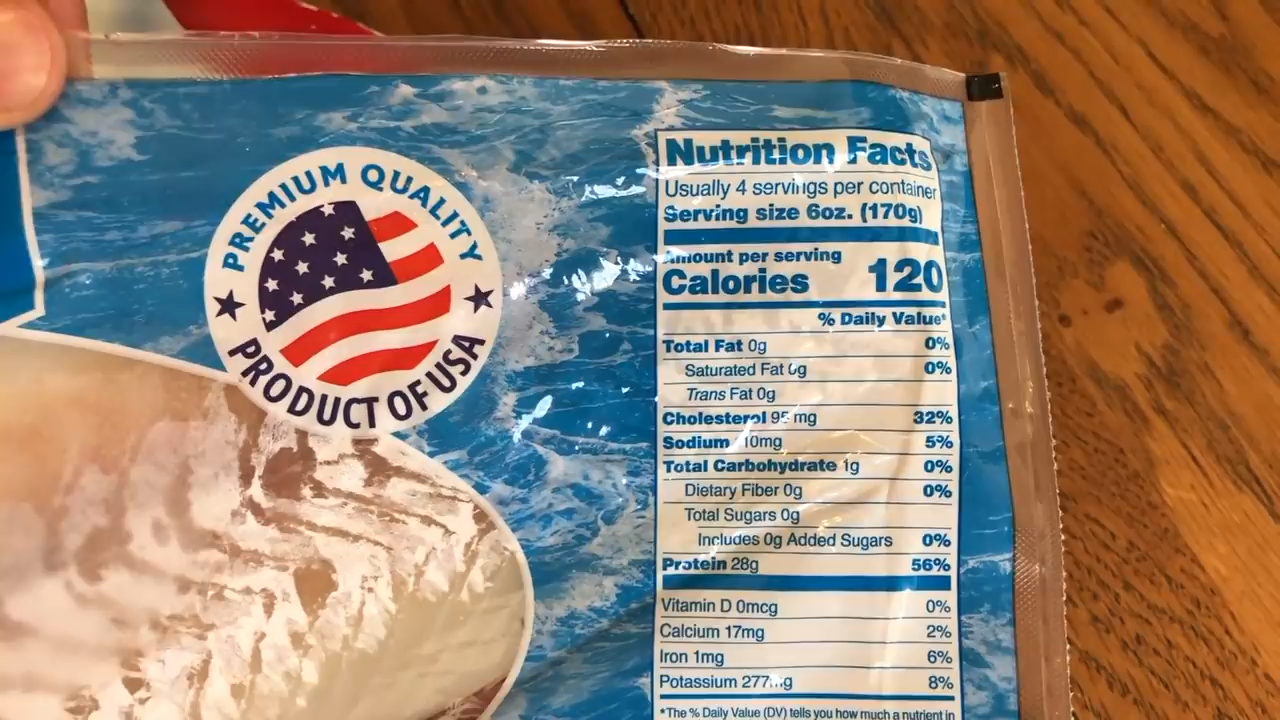 PREMIUM QUALITY
PRODUCT OF USA
Nutrition Facts
Usually 4 servings per container
Serving size 6oz. (170g)
Amount per serving
Calories 120
% Daily Value*
Total Fat 0g 0%
Saturated Fat 0g 0%
Trans Fat 0g
Cholesterol 95 mg 32%
Sodium 5%
Total Carbohydrate 1g 0%
Dietary Fiber 0g 0%
Total Sugars 0g
Includes 0g Added Sugars 0%
Protein 28g 56%
Vitamin D 0mcg 0%
Calcium 17mg 2%
Iron 1mg 6%
Potassium 277mg 8%
*The % Daily Value (DV) tells you how much a nutrient in